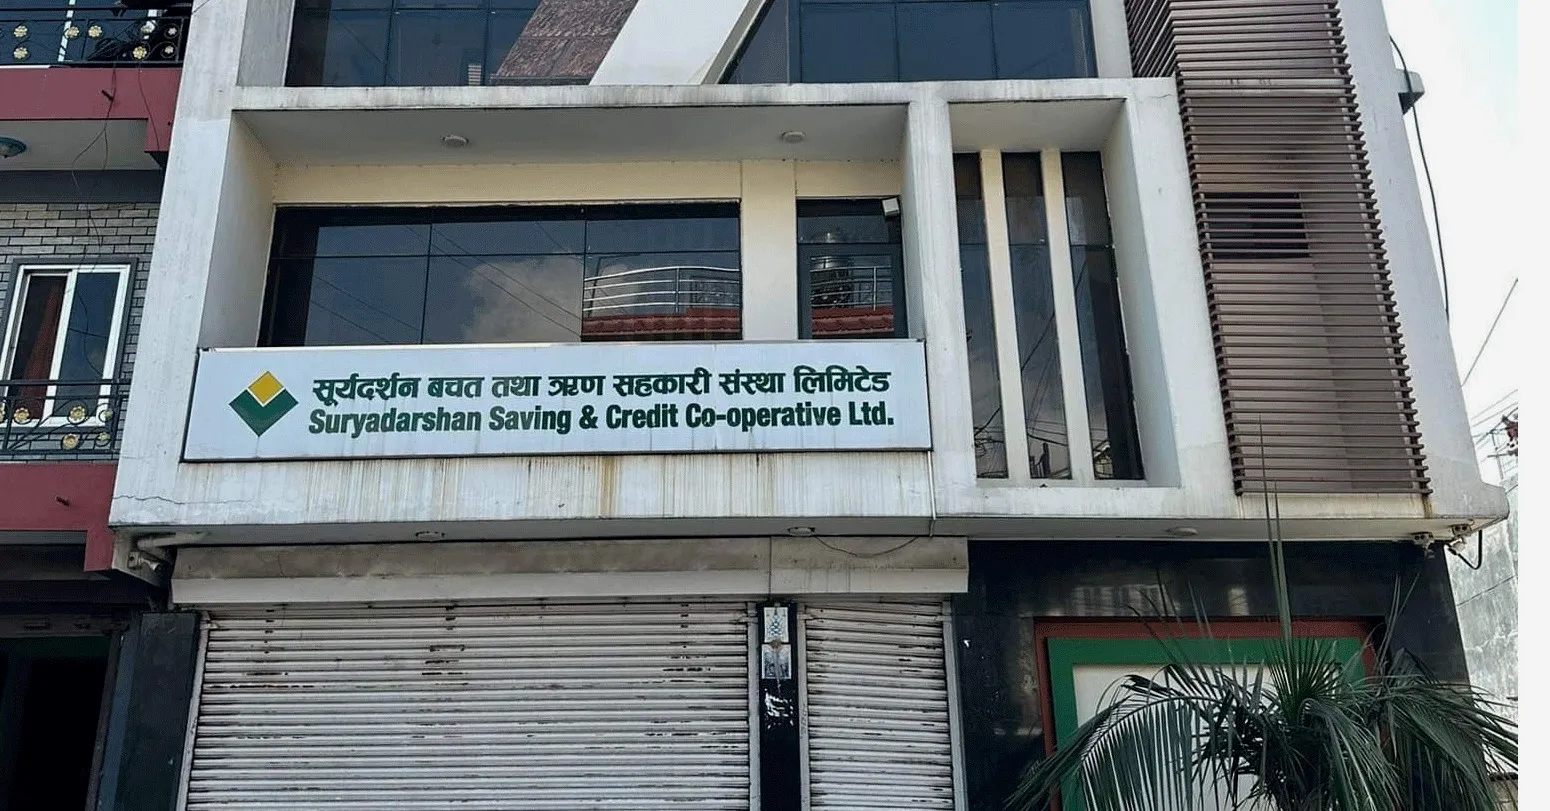 सूर्यदर्शन बचत तथा ऋण सहकारी संस्था लिमिटेड
Suryadarshan Saving & Credit Co-operative Ltd.